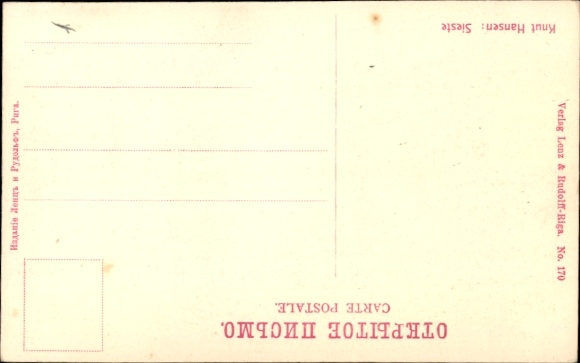 ОТКРЫТОЕ ПИСЬМО.
CARTE POSTALE.
Изданіе Ленцъ и Рудольфъ, Рига.
Verlag Lenz & Rudolff-Riga. No. 170
Knut Hansen: Sieste